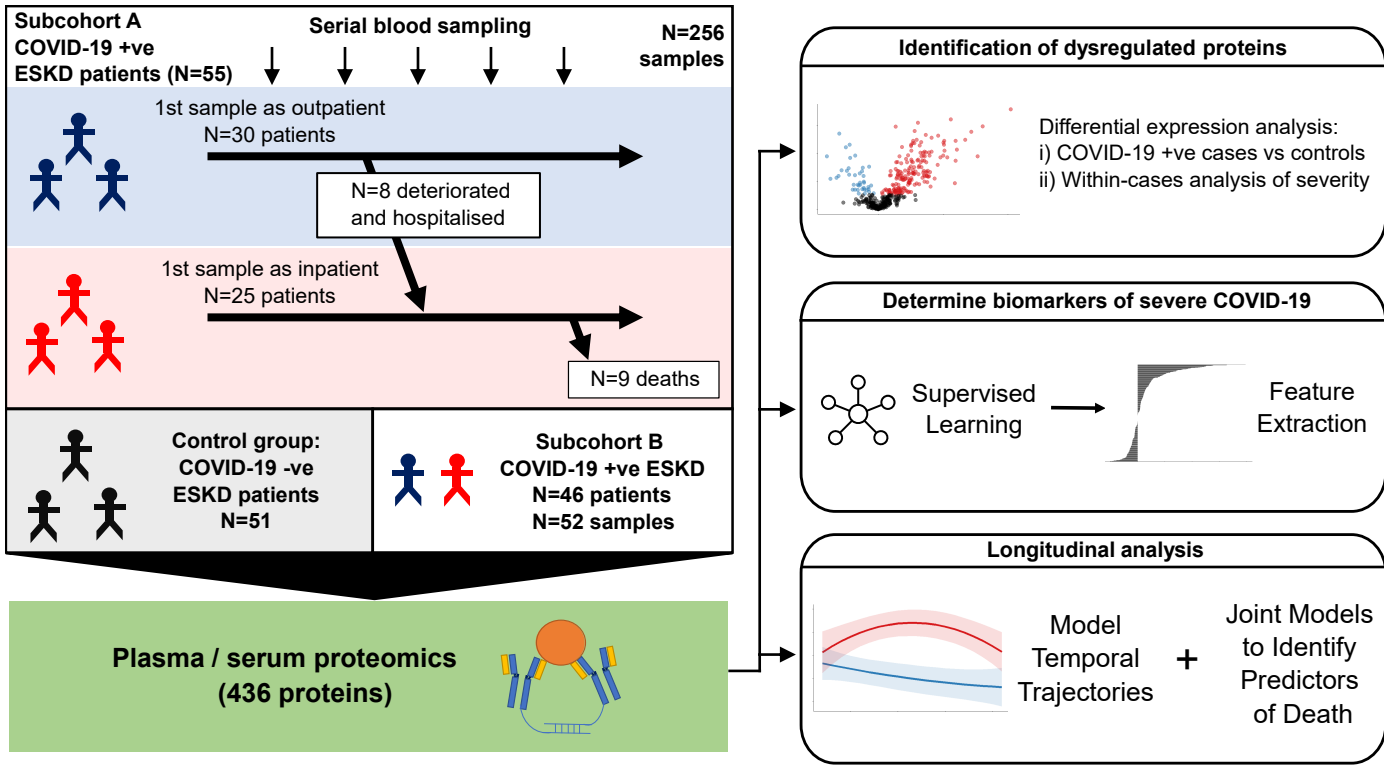 Subcohort A
COVID-19 +ve
ESKD patients (N=55)
Serial blood sampling
N=256
samples
1st sample as outpatient
N=30 patients
N=8 deteriorated
and hospitalised
1st sample as inpatient
N=25 patients
N=9 deaths
Control group:
COVID-19 -ve
ESKD patients
N=51
Subcohort B
COVID-19 +ve ESKD
N=46 patients
N=52 samples
Plasma / serum proteomics
(436 proteins)
Identification of dysregulated proteins
Differential expression analysis:
i) COVID-19 +ve cases vs controls
ii) Within-cases analysis of severity
Determine biomarkers of severe COVID-19
Supervised
Learning
Feature
Extraction
Longitudinal analysis
Model
Temporal
Trajectories
+
Joint Models
to Identify
Predictors
of Death